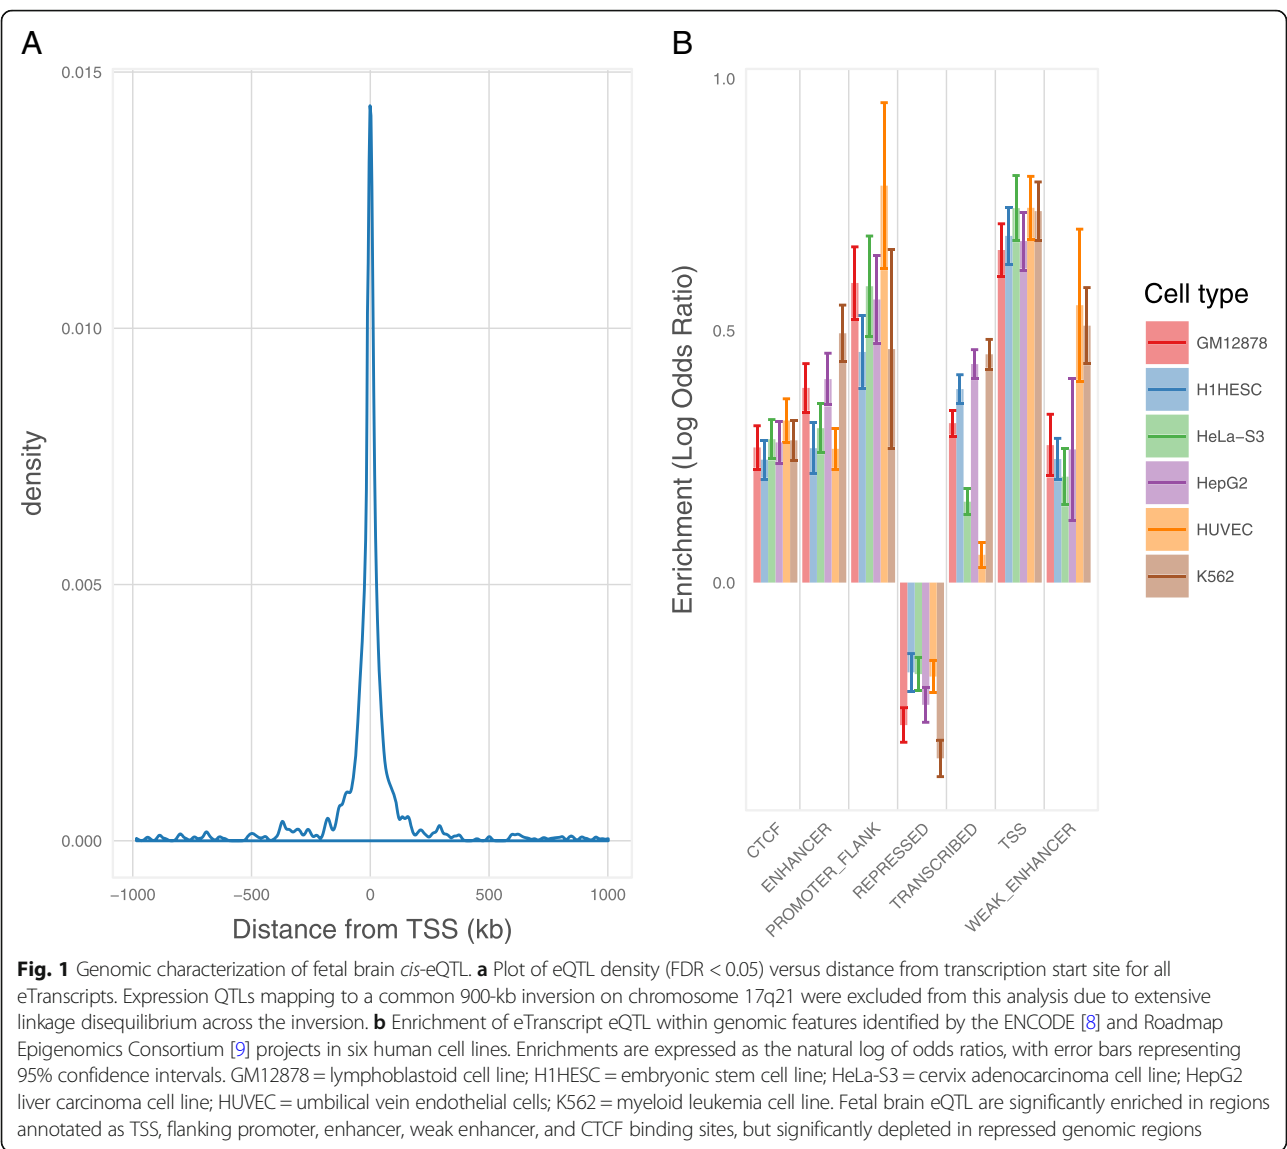 A
0.015
0.010
0.005
0.000
density
−1000
−500
0
500
1000
Distance from TSS (kb)
B
1.0
0.5
0.0
Enrichment (Log Odds Ratio)
CTCF
ENHANCER
PROMOTER_FLANK
REPRESSED
TRANSCRIBED
TSS
WEAK_ENHANCER
Cell type
GM12878
H1HESC
HeLa−S3
HepG2
HUVEC
K562
Fig. 1 Genomic characterization of fetal brain cis-eQTL. a Plot of eQTL density (FDR < 0.05) versus distance from transcription start site for all
eTranscripts. Expression QTLs mapping to a common 900-kb inversion on chromosome 17q21 were excluded from this analysis due to extensive
linkage disequilibrium across the inversion. b Enrichment of eTranscript eQTL within genomic features identified by the ENCODE [8] and Roadmap
Epigenomics Consortium [9] projects in six human cell lines. Enrichments are expressed as the natural log of odds ratios, with error bars representing
95% confidence intervals. GM12878 = lymphoblastoid cell line; H1HESC = embryonic stem cell line; HeLa-S3 = cervix adenocarcinoma cell line; HepG2
liver carcinoma cell line; HUVEC = umbilical vein endothelial cells; K562 = myeloid leukemia cell line. Fetal brain eQTL are significantly enriched in regions
annotated as TSS, flanking promoter, enhancer, weak enhancer, and CTCF binding sites, but significantly depleted in repressed genomic regions